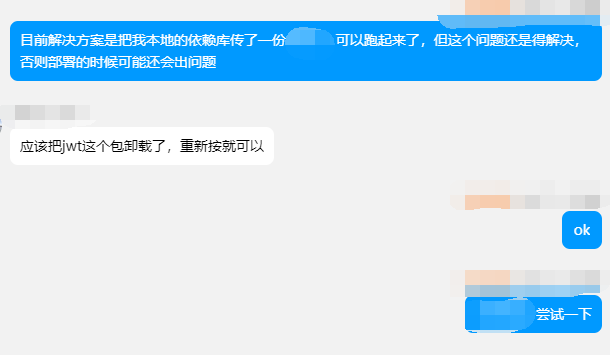 目前解决方案是把我本地的依赖库传了一份 可以跑起来了，但这个问题还是得解决，
否则部署的时候可能还会出问题
应该把jwt这个包卸载了，重新按就可以
ok
尝试一下